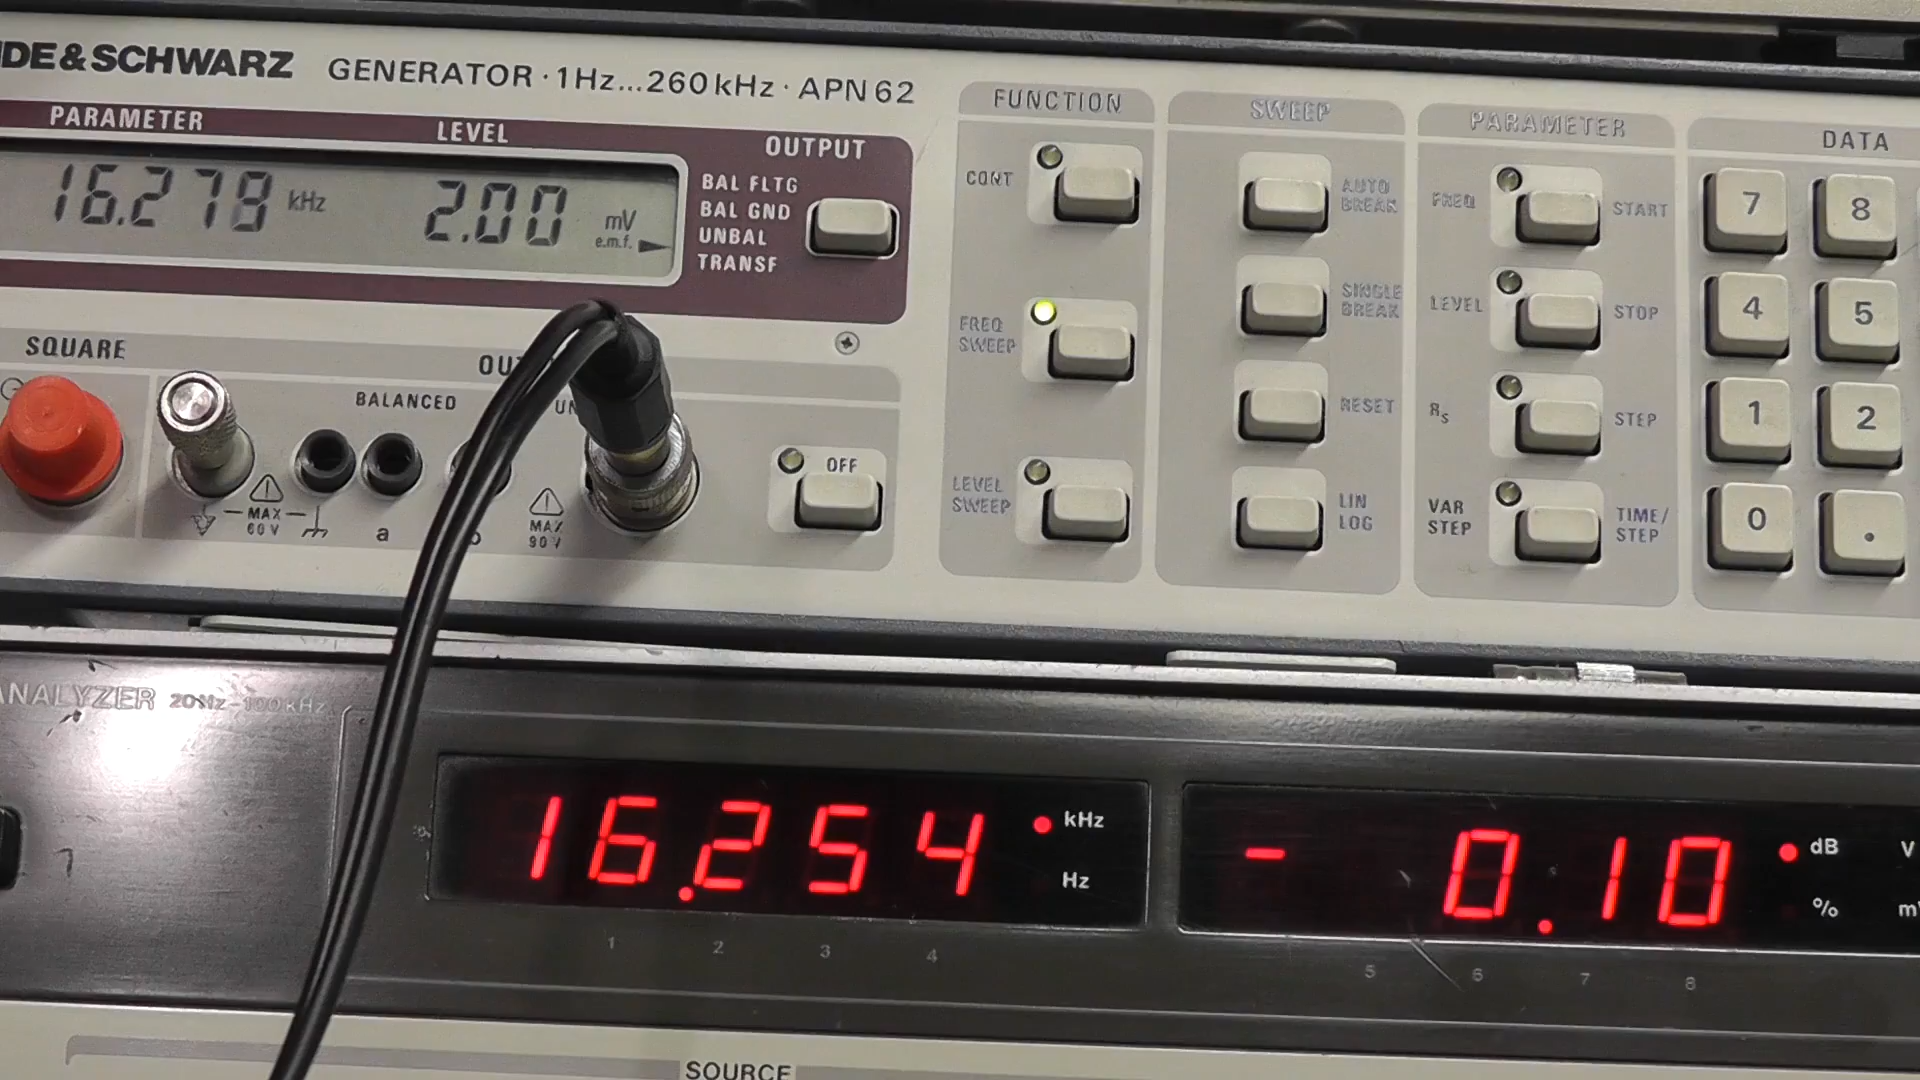 DE&SCHWARZ GENERATOR · 1Hz...260kHz · APN 62
PARAMETER LEVEL OUTPUT
16.278 kHz 2.00 mV e.m.f.
BAL FLTG
BAL GND
UNBAL
TRANSF
SQUARE
OUT
BALANCED
UN
MAX
60 V
a
b
MAX
90 V
OFF
FUNCTION
CONT
FREQ
SWEEP
LEVEL
SWEEP
SWEEP
AUTO
BREAK
SINGLE
BREAK
RESET
LIN
LOG
PARAMETER
FREQ START
LEVEL STOP
Rs STEP
VAR
STEP
TIME/
STEP
DATA
7 8
4 5
1 2
0 .
ANALYZER 20Hz-100kHz
16.254 kHz
Hz
- 0.10 dB V
% m
1 2 3 4 5 6 7 8
SOURCE